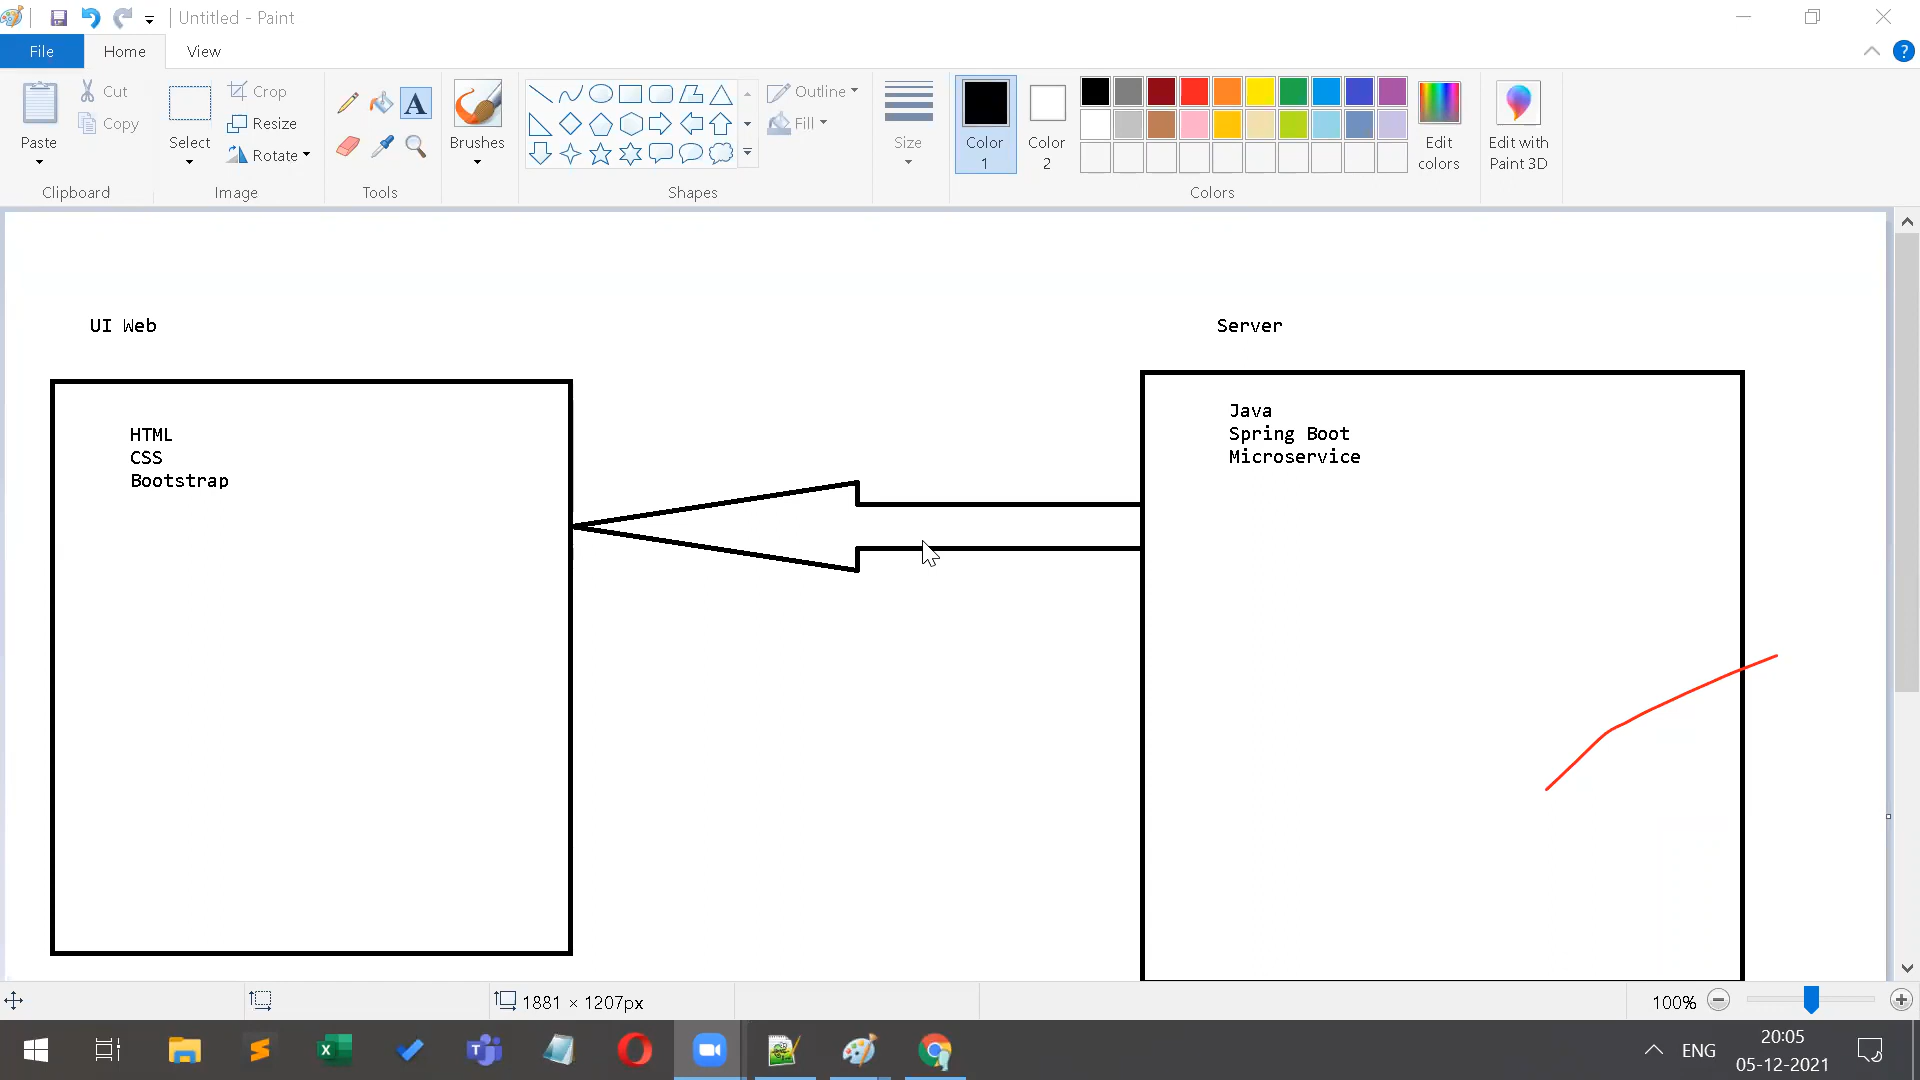 Untitled - Paint
File
Home
View
Paste
Cut
Copy
Clipboard
Select
Crop
Resize
Rotate
Image
A
Tools
Brushes
Outline
Fill
Shapes
Size
Color
1
Color
2
Edit
colors
Colors
Edit with
Paint 3D
?
UI Web
HTML
CSS
Bootstrap
Server
Java
Spring Boot
Microservice
1881 × 1207px
100%
ENG
20:05
05-12-2021